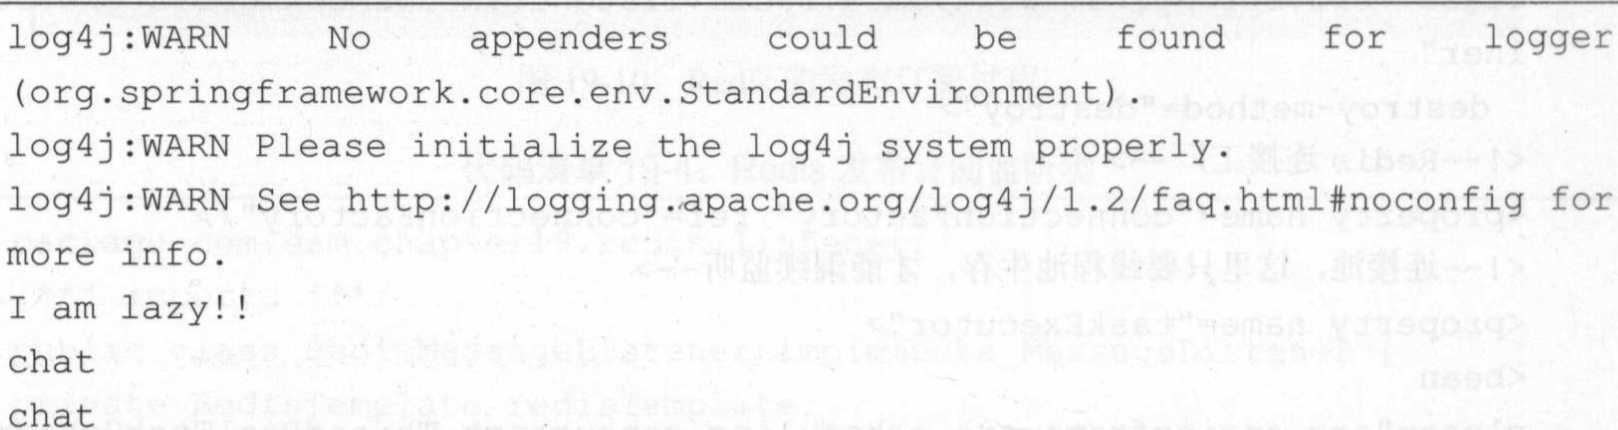 log4j:WARN No appenders could be found for logger
(org.springframework.core.env.StandardEnvironment).
log4j:WARN Please initialize the log4j system properly.
log4j:WARN See http://logging.apache.org/log4j/1.2/faq.html#noconfig for
more info.
I am lazy!!
chat
chat